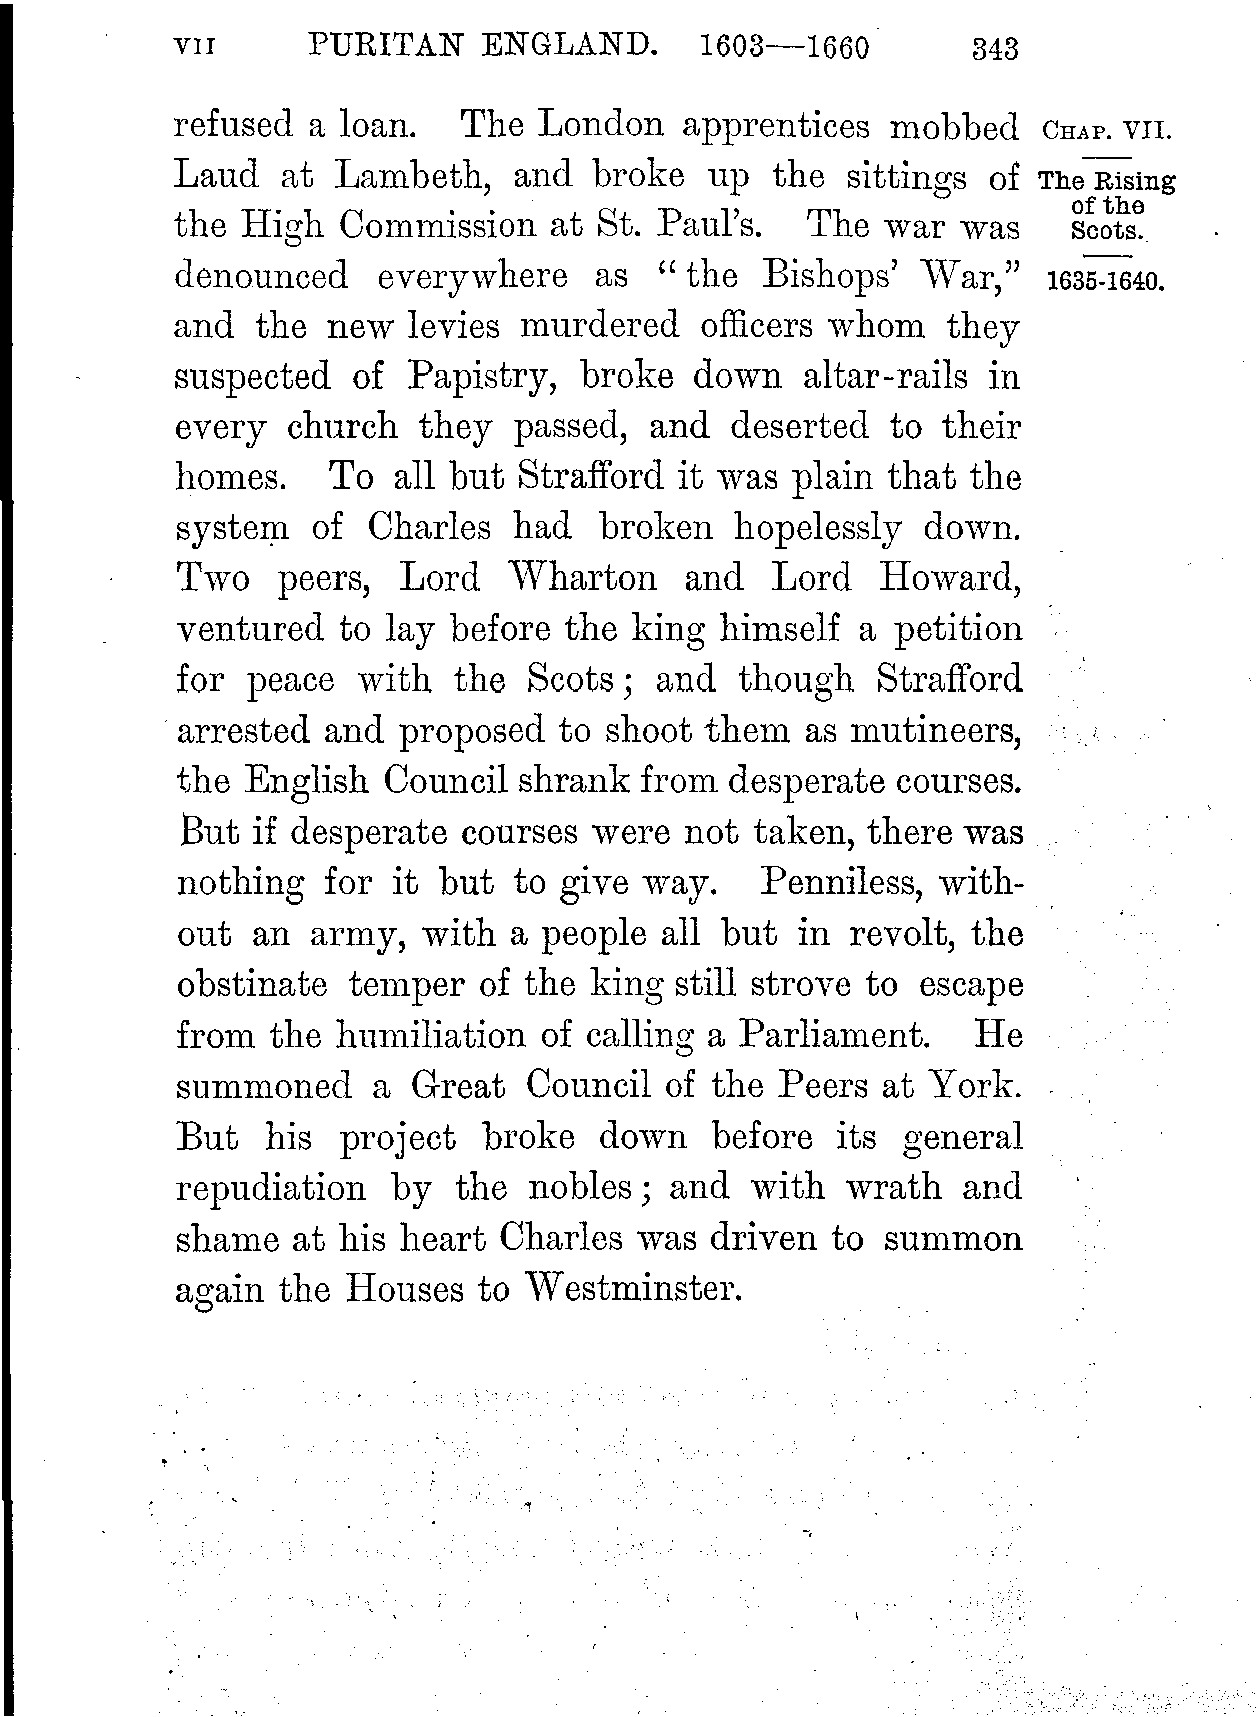 VII PURITAN ENGLAND. 1603—1660 343
refused a loan. The London apprentices mobbed
Laud at Lambeth, and broke up the sittings of
the High Commission at St. Paul's. The war was
denounced everywhere as "the Bishops' War,"
and the new levies murdered officers whom they
suspected of Papistry, broke down altar-rails in
every church they passed, and deserted to their
homes. To all but Strafford it was plain that the
system of Charles had broken hopelessly down.
Two peers, Lord Wharton and Lord Howard,
ventured to lay before the king himself a petition
for peace with the Scots; and though Strafford
arrested and proposed to shoot them as mutineers,
the English Council shrank from desperate courses.
But if desperate courses were not taken, there was
nothing for it but to give way. Penniless, with-
out an army, with a people all but in revolt, the
obstinate temper of the king still strove to escape
from the humiliation of calling a Parliament. He
summoned a Great Council of the Peers at York.
But his project broke down before its general
repudiation by the nobles; and with wrath and
shame at his heart Charles was driven to summon
again the Houses to Westminster.
CHAP. VII.
The Rising
of the
Scots.
1635-1640.